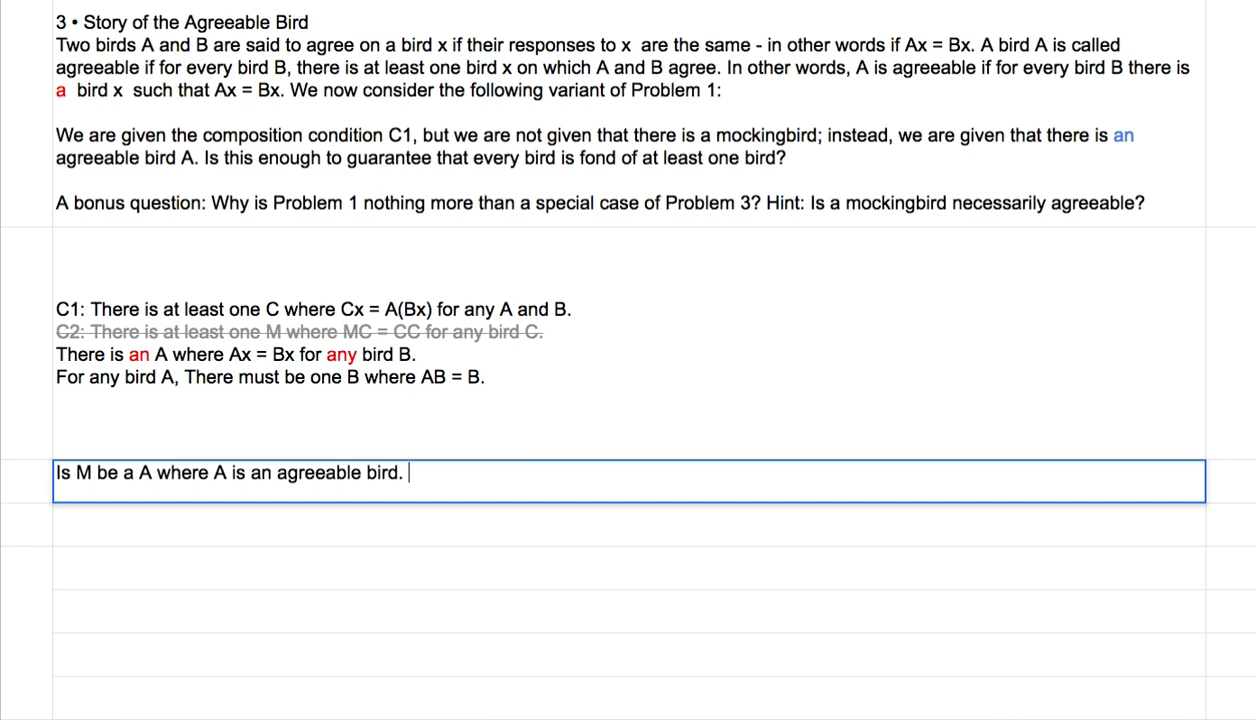 3 • Story of the Agreeable Bird
Two birds A and B are said to agree on a bird x if their responses to x are the same - in other words if Ax = Bx. A bird A is called
agreeable if for every bird B, there is at least one bird x on which A and B agree. In other words, A is agreeable if for every bird B there is
a bird x such that Ax = Bx. We now consider the following variant of Problem 1:
We are given the composition condition C1, but we are not given that there is a mockingbird; instead, we are given that there is an
agreeable bird A. Is this enough to guarantee that every bird is fond of at least one bird?
A bonus question: Why is Problem 1 nothing more than a special case of Problem 3? Hint: Is a mockingbird necessarily agreeable?
C1: There is at least one C where Cx = A(Bx) for any A and B.
C2: There is at least one M where MC = CC for any bird C.
There is an A where Ax = Bx for any bird B.
For any bird A, There must be one B where AB = B.
Is M be a A where A is an agreeable bird.